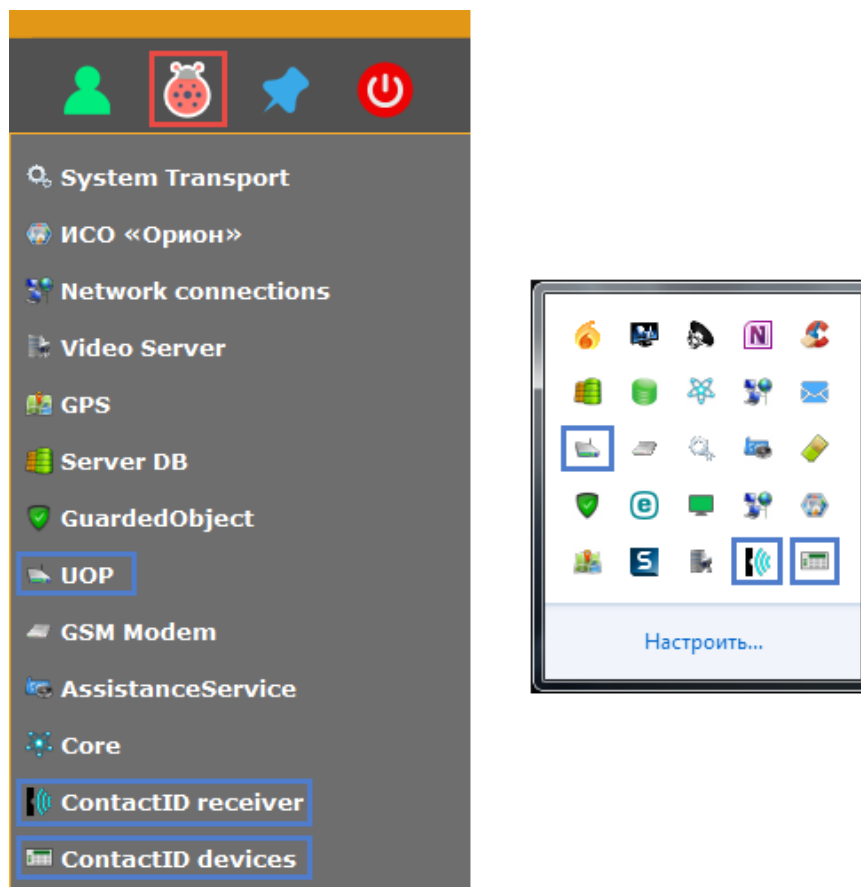 System Transport
ИСО «Орион»
Network connections
Video Server
GPS
Server DB
GuardedObject
UOP
GSM Modem
AssistanceService
Core
ContactID receiver
ContactID devices
N
e
S
Настроить...